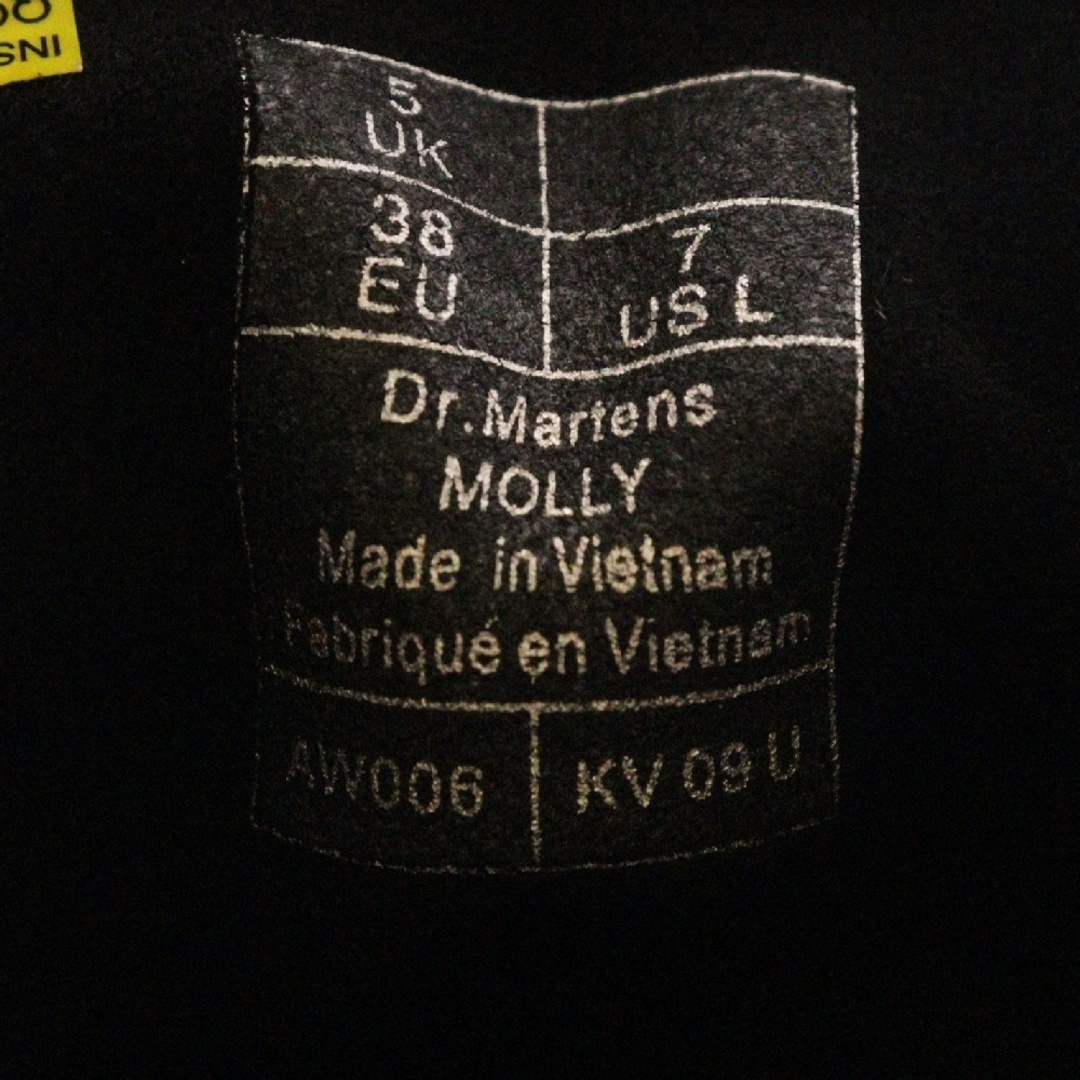 5
UK
38
EU
7
US L
Dr.Martens
MOLLY
Made in Vietnam
Fabriqué en Vietnam
AW006
KV 09 U